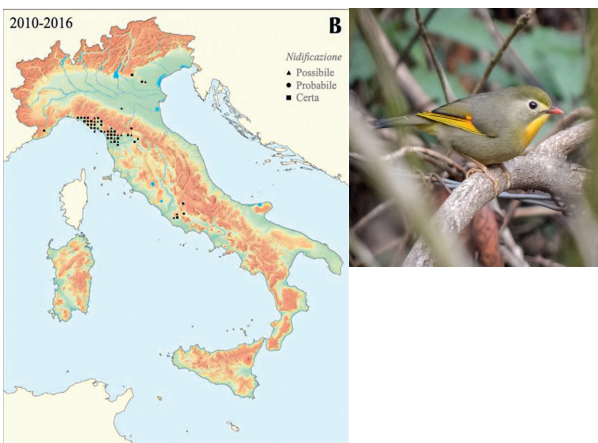 2010-2016
B
Nidificazione
Possibile
Probabile
Certa